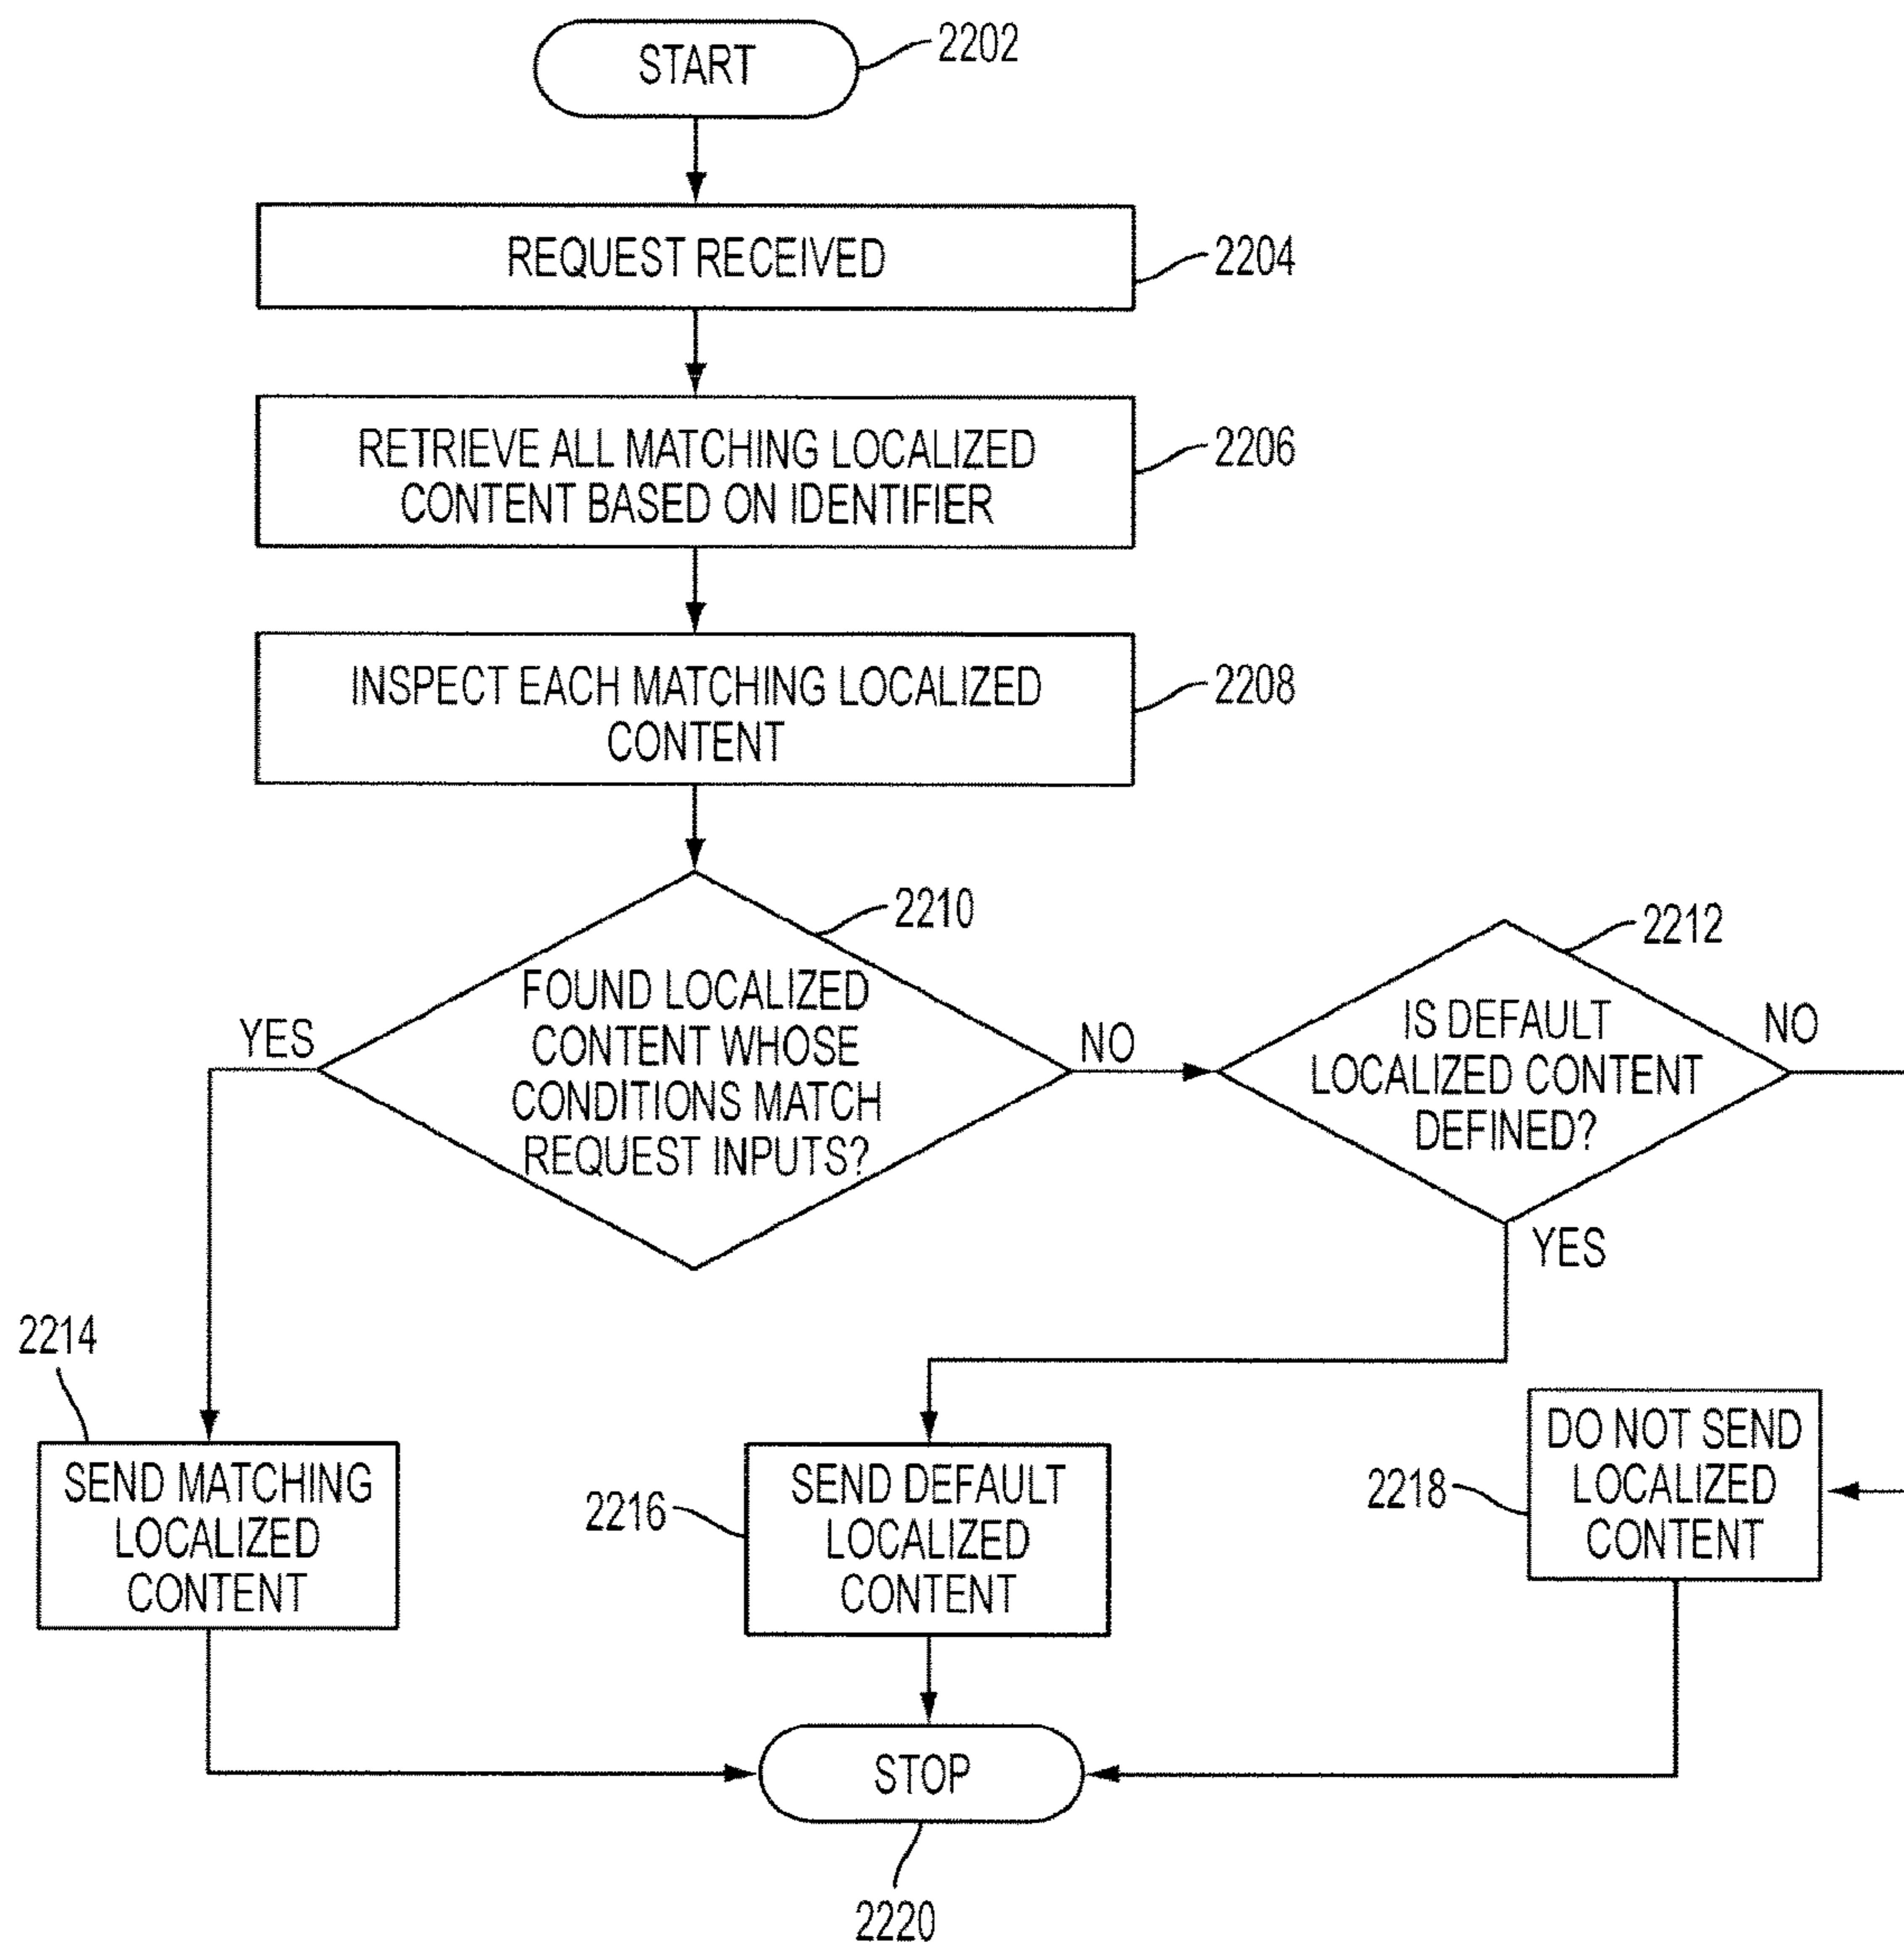 START
2202
REQUEST RECEIVED
2204
RETRIEVE ALL MATCHING LOCALIZED
CONTENT BASED ON IDENTIFIER
2206
INSPECT EACH MATCHING LOCALIZED
CONTENT
2208
2210
FOUND LOCALIZED
CONTENT WHOSE
CONDITIONS MATCH
REQUEST INPUTS?
YES
NO
2212
IS DEFAULT
LOCALIZED CONTENT
DEFINED?
NO
YES
2214
SEND MATCHING
LOCALIZED
CONTENT
2216
SEND DEFAULT
LOCALIZED
CONTENT
2218
DO NOT SEND
LOCALIZED
CONTENT
STOP
2220